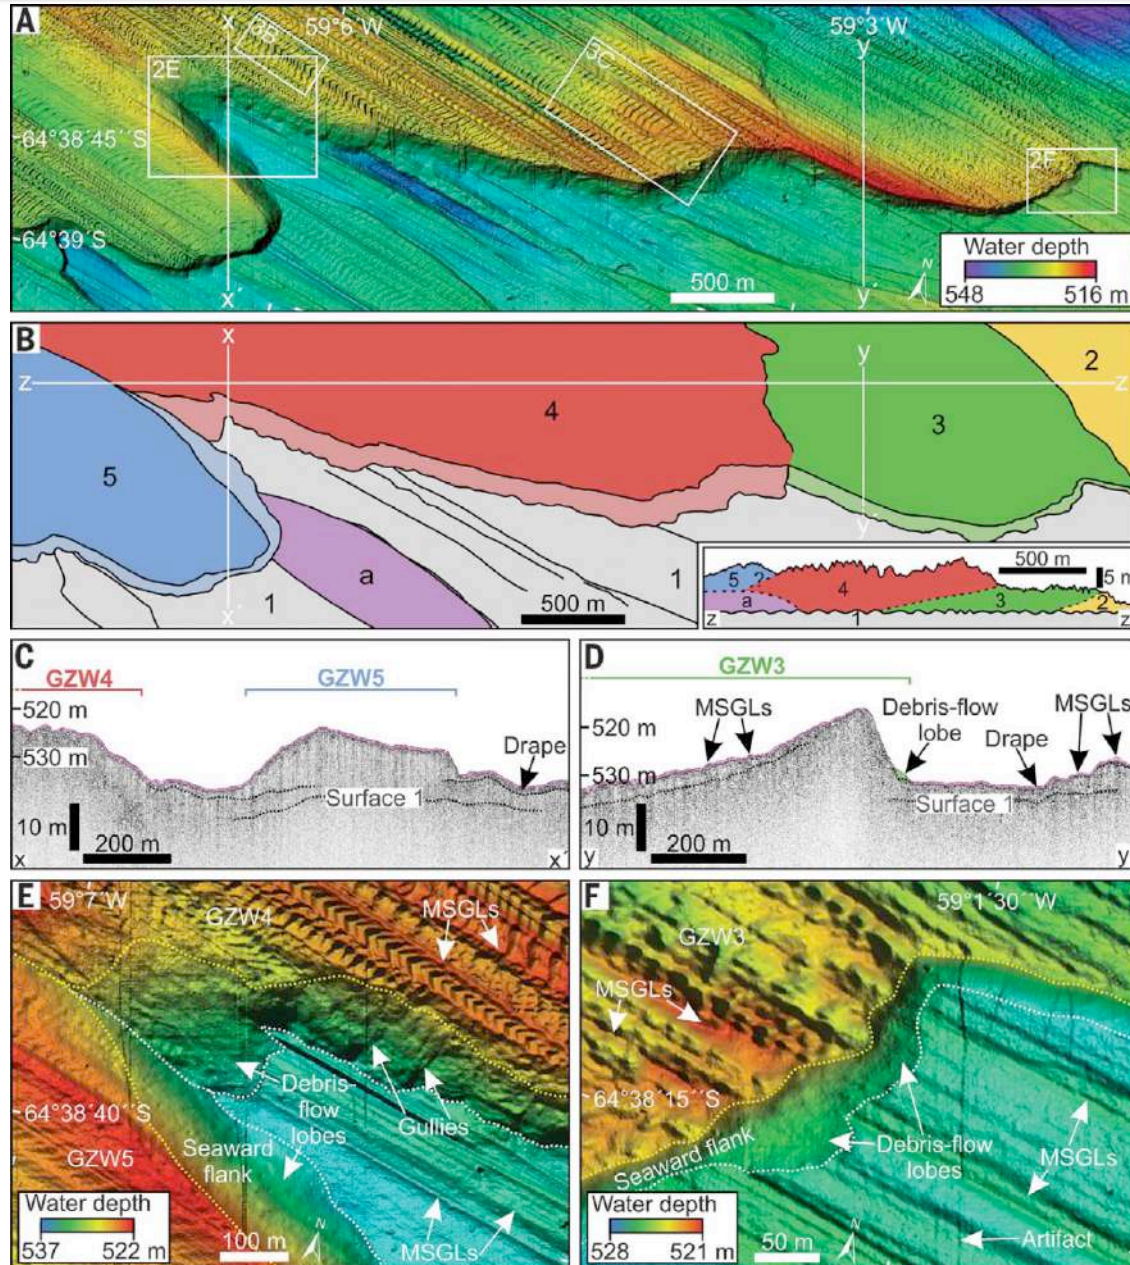 A
59°6´W
59°3´W
x
y
3B
2E
3C
2F
64°38´45´´S
64°39´S
x´
y´
500 m
N
Water depth
548
516 m
B
x
y
z
z´
2
4
3
5
y´
a
1
1
x´
500 m
500 m
5 m
5
2
4
a
3
2
1
z
z´
C
GZW4
GZW5
520 m
530 m
Drape
Surface 1
10 m
200 m
x
x´
D
GZW3
MSGLs
Debris-flow
lobe
MSGLs
520 m
Drape
530 m
Surface 1
10 m
200 m
y
y´
E
59°7´W
GZW4
MSGLs
64°38´40´´S
Debris-
flow
lobes
Gullies
Seaward
flank
GZW5
Water depth
537
522 m
100 m
N
MSGLs
F
59°1´30´´W
GZW3
MSGLs
64°38´15´´S
Seaward flank
Debris-flow
lobes
MSGLs
Water depth
528
521 m
50 m
N
Artifact